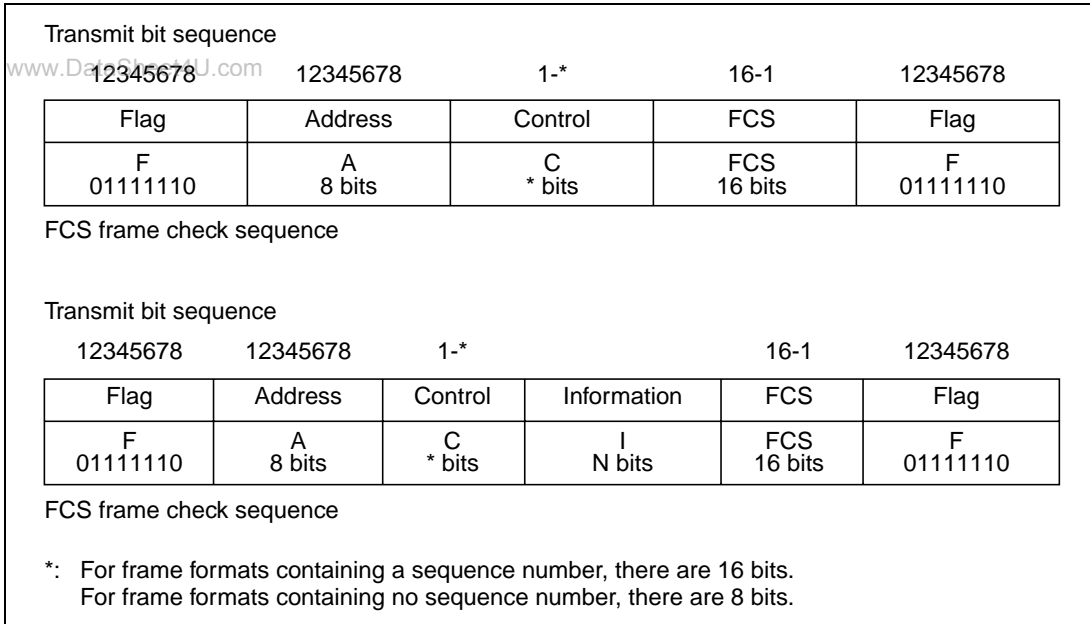 Transmit bit sequence
www.DataSheet4U.com
12345678 12345678 1-* 16-1 12345678
Flag Address Control FCS Flag
F A C FCS F
01111110 8 bits * bits 16 bits 01111110
FCS frame check sequence
Transmit bit sequence
12345678 12345678 1-* 16-1 12345678
Flag Address Control Information FCS Flag
F A C I FCS F
01111110 8 bits * bits N bits 16 bits 01111110
FCS frame check sequence
*: For frame formats containing a sequence number, there are 16 bits.
For frame formats containing no sequence number, there are 8 bits.